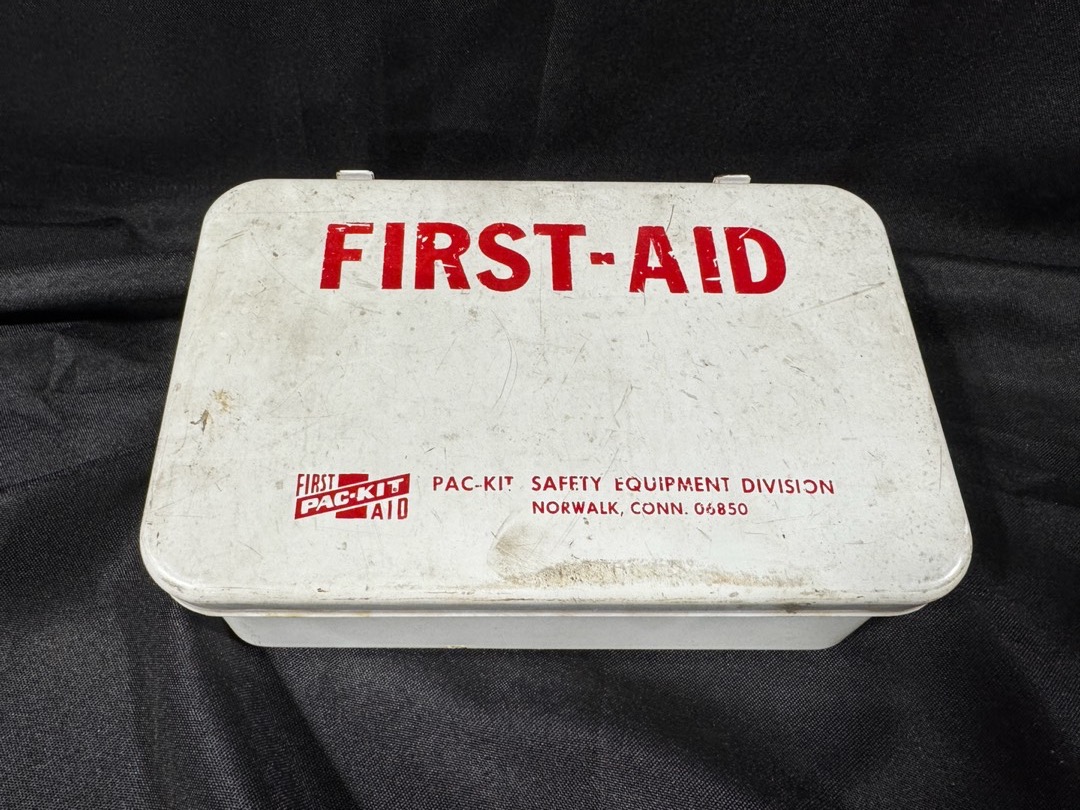 FIRST-AID
FIRST
PAC-KIT
AID
PAC-KIT SAFETY EQUIPMENT DIVISION
NORWALK, CONN. 06850